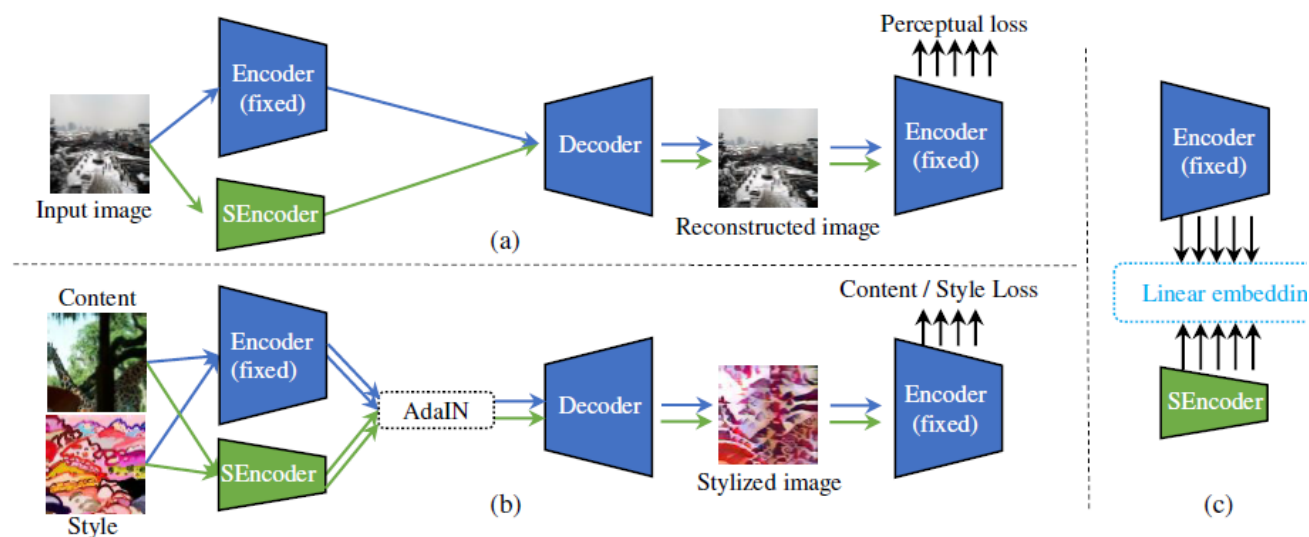 Perceptual loss
Encoder
(fixed)
Input image
SEncoder
Decoder
Reconstructed image
Encoder
(fixed)
(a)
Content
Style
Encoder
(fixed)
SEncoder
AdaIN
Decoder
Stylized image
Content / Style Loss
Encoder
(fixed)
(b)
Encoder
(fixed)
Linear embeddin
SEncoder
(c)